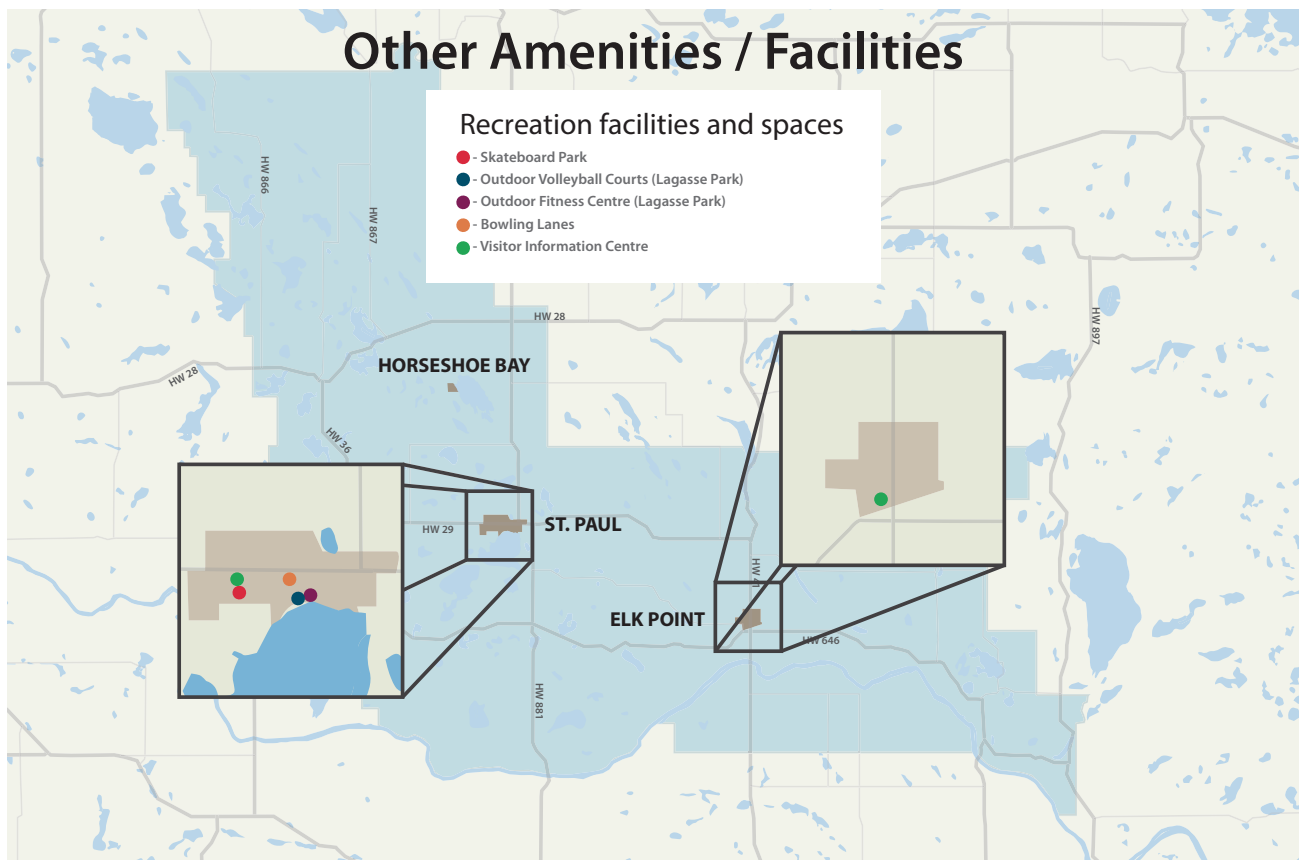 Other Amenities / Facilities
Recreation facilities and spaces
- Skateboard Park
- Outdoor Volleyball Courts (Lagasse Park)
- Outdoor Fitness Centre (Lagasse Park)
- Bowling Lanes
- Visitor Information Centre
HW 866
HW 867
HW 28
HW 897
HORSESHOE BAY
HW 28
HW 36
HW 29
ST. PAUL
HW 41
ELK POINT
HW 646
HW 881